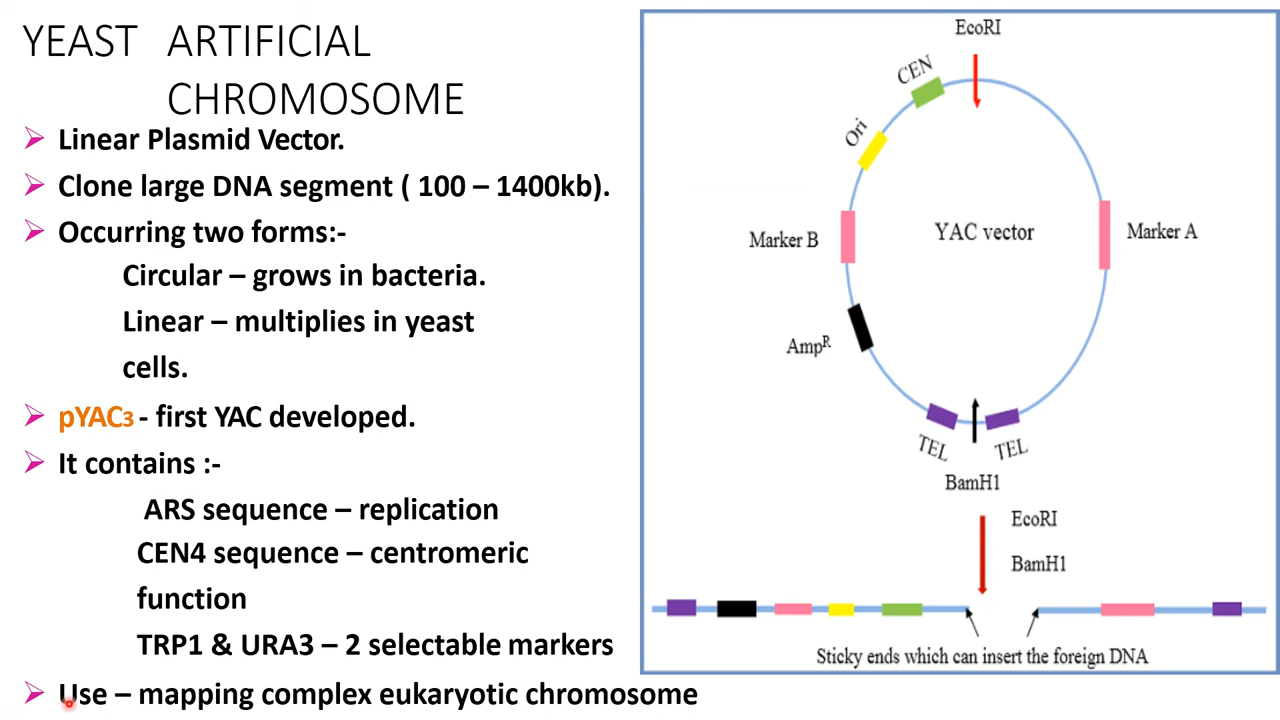 YEAST ARTIFICIAL
CHROMOSOME
Linear Plasmid Vector.
Clone large DNA segment ( 100 – 1400kb).
Occurring two forms:-
Circular – grows in bacteria.
Linear – multiplies in yeast
cells.
pYAC3 - first YAC developed.
It contains :-
ARS sequence – replication
CEN4 sequence – centromeric
function
TRP1 & URA3 – 2 selectable markers
Use – mapping complex eukaryotic chromosome
EcoRI
CEN
Ori
Marker B
YAC vector
Marker A
AmpR
TEL
TEL
BamH1
EcoRI
BamH1
Sticky ends which can insert the foreign DNA